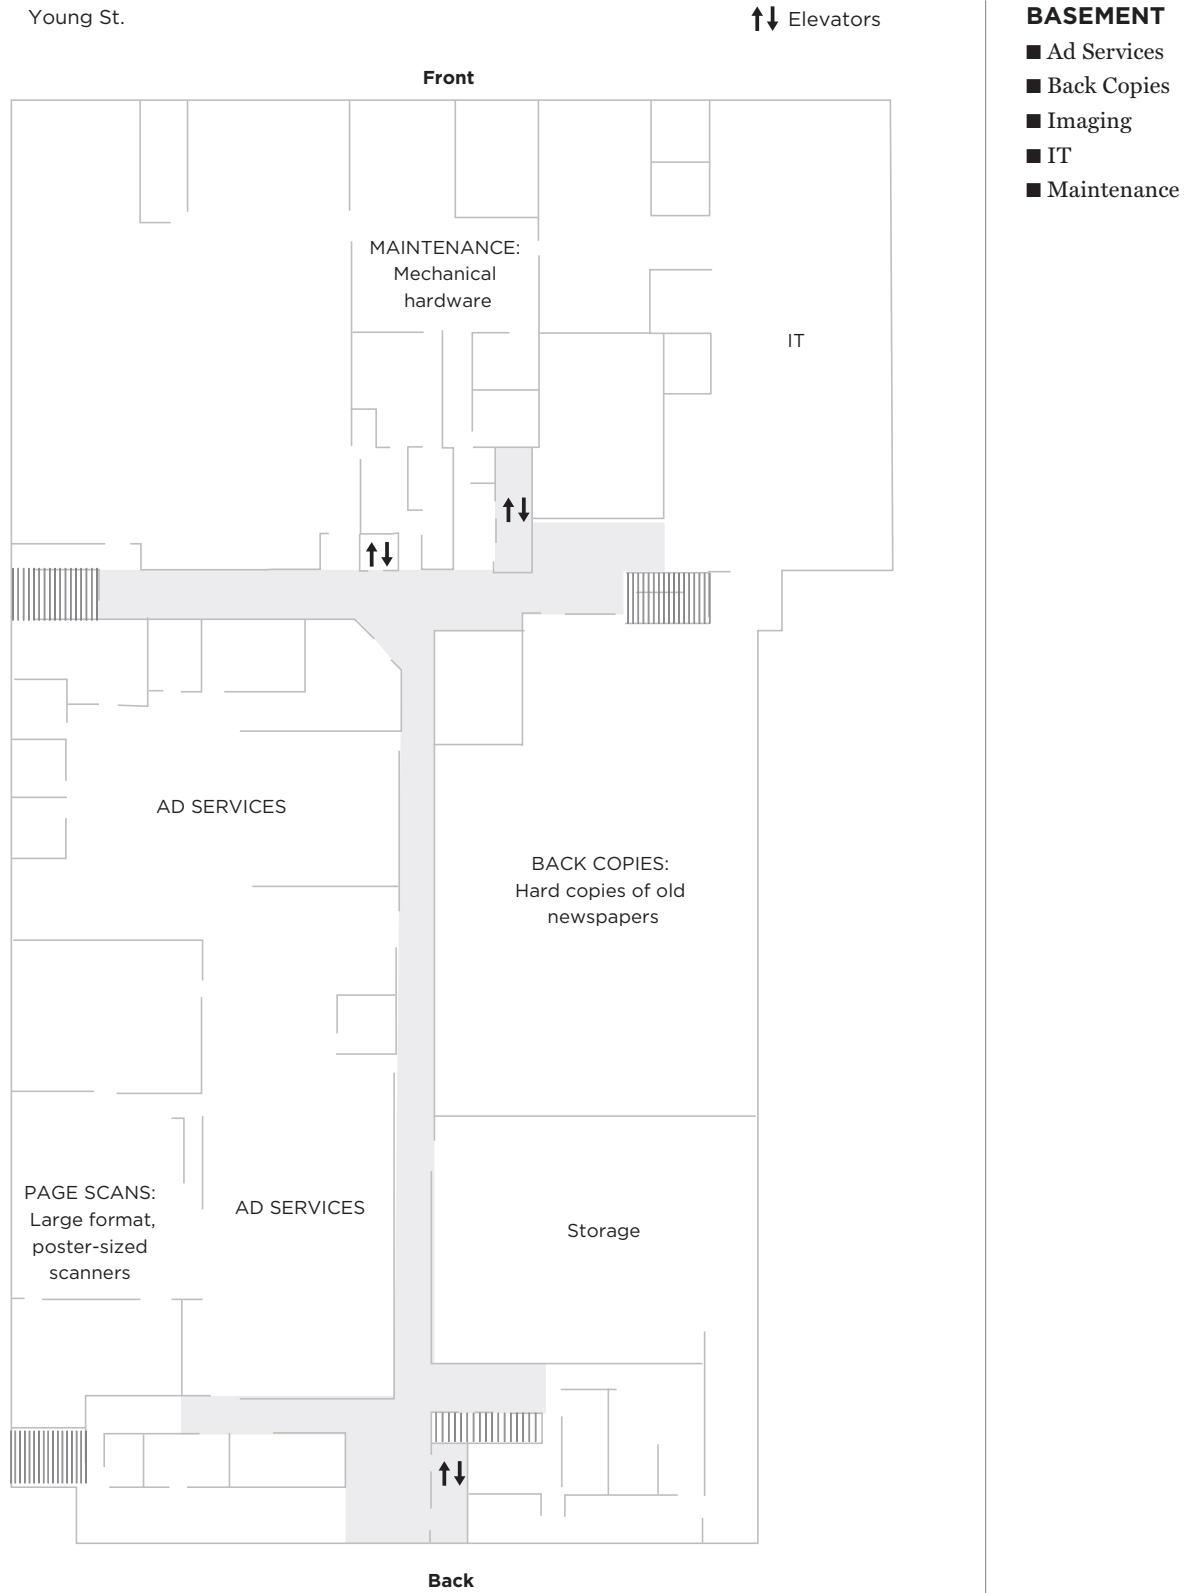 Young St.
Elevators
Front
MAINTENANCE:
Mechanical
hardware
IT
AD SERVICES
BACK COPIES:
Hard copies of old
newspapers
PAGE SCANS:
Large format,
poster-sized
scanners
AD SERVICES
Storage
Back
BASEMENT
Ad Services
Back Copies
Imaging
IT
Maintenance